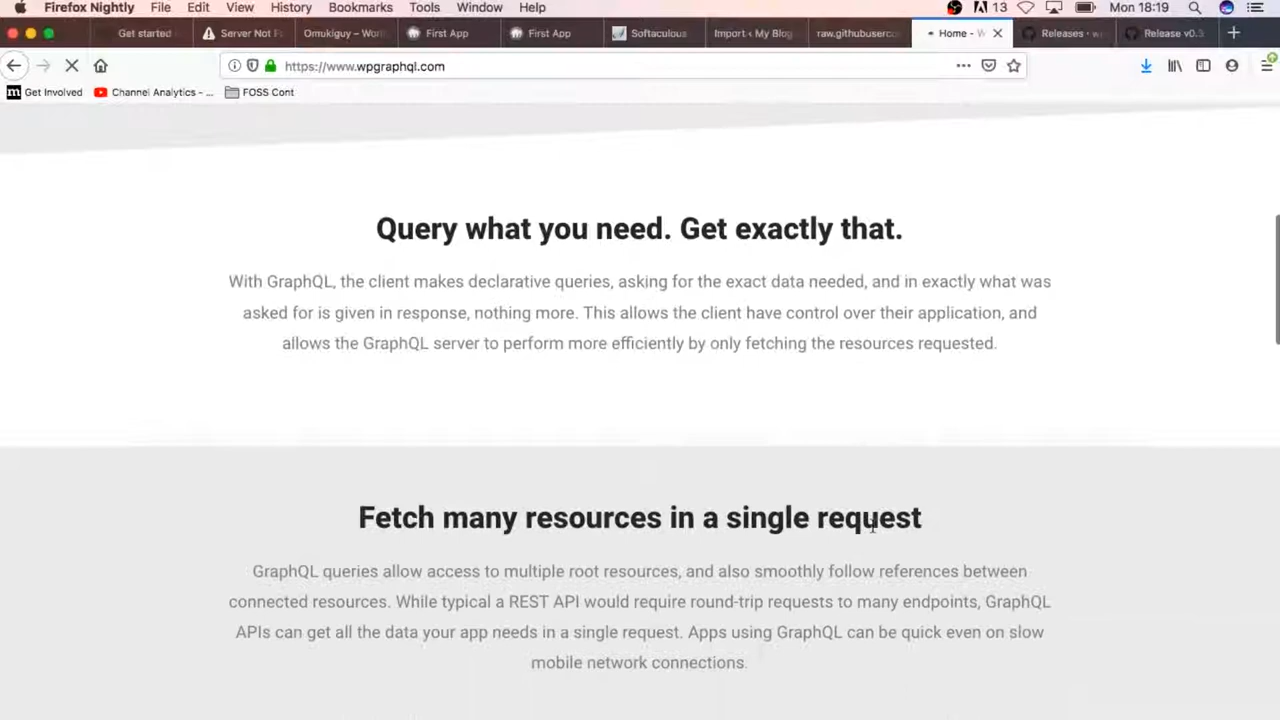 Firefox Nightly File Edit View History Bookmarks Tools Window Help 13 Mon 18:19
Get started Server Not F Omukiguy – Wor First App First App Softaculous Import ‹ My Blog raw.githubuserco Home - W Releases · w Release v0.3
https://www.wpgraphql.com
Get Involved Channel Analytics - ... FOSS Cont
Query what you need. Get exactly that.
With GraphQL, the client makes declarative queries, asking for the exact data needed, and in exactly what was
asked for is given in response, nothing more. This allows the client have control over their application, and
allows the GraphQL server to perform more efficiently by only fetching the resources requested.
Fetch many resources in a single request
GraphQL queries allow access to multiple root resources, and also smoothly follow references between
connected resources. While typical a REST API would require round-trip requests to many endpoints, GraphQL
APIs can get all the data your app needs in a single request. Apps using GraphQL can be quick even on slow
mobile network connections.